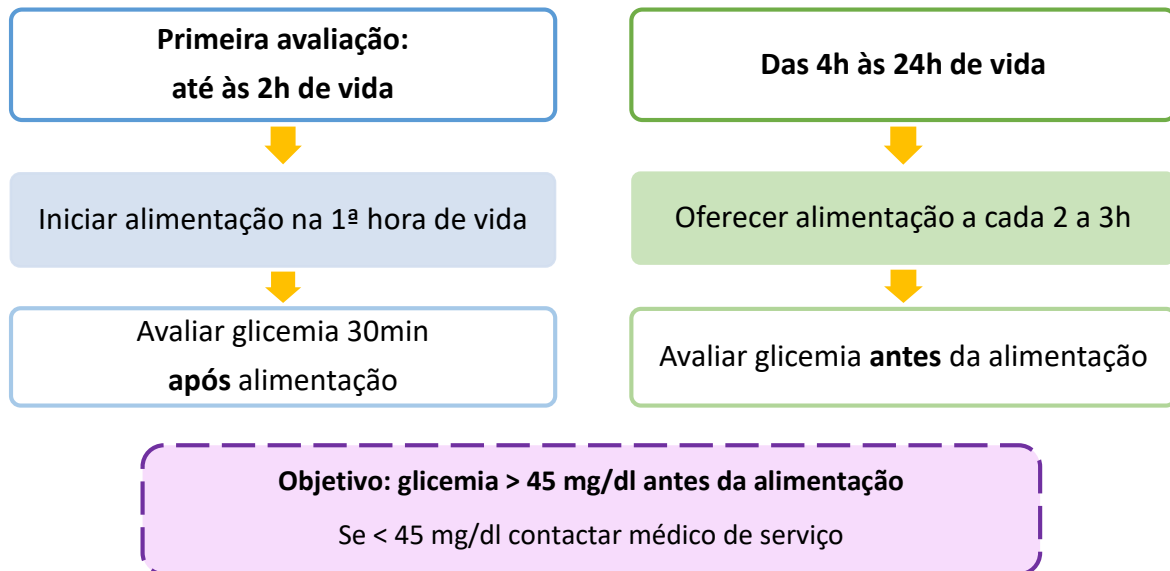 Primeira avaliação:
até às 2h de vida
Iniciar alimentação na 1ª hora de vida
Avaliar glicemia 30min
após alimentação
Das 4h às 24h de vida
Oferecer alimentação a cada 2 a 3h
Avaliar glicemia antes da alimentação
Objetivo: glicemia > 45 mg/dl antes da alimentação
Se < 45 mg/dl contactar médico de serviço